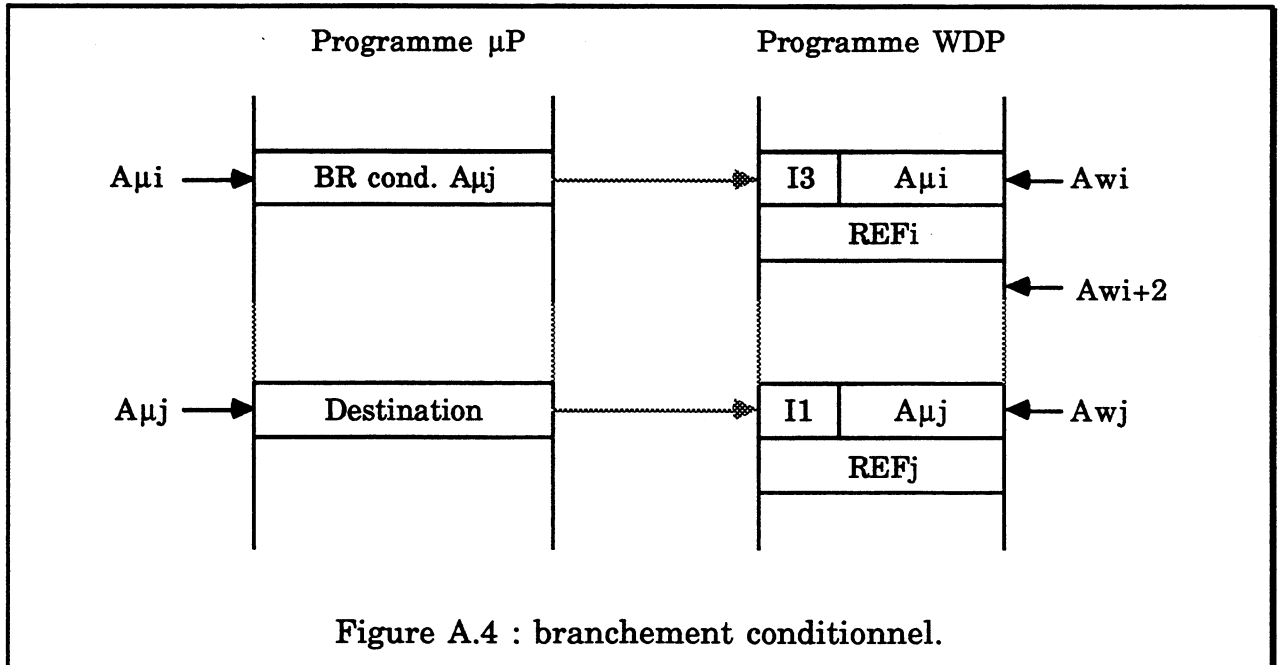 Programme µP Programme WDP
Aµi BR cond. Aµj I3 Aµi Awi
REFi
Awi+2
Aµj Destination I1 Aµj Awj
REFj
Figure A.4 : branchement conditionnel.